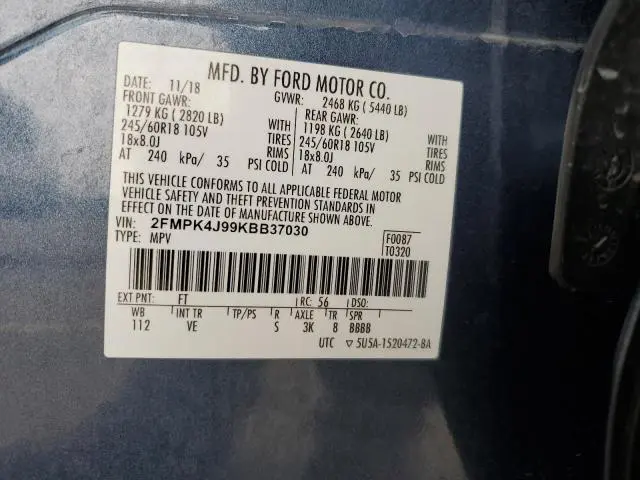 MFD. BY FORD MOTOR CO.
DATE: 11/18 GVWR: 2468 KG (5440 LB)
FRONT GAWR: REAR GAWR:
1279 KG (2820 LB) WITH 1198 KG (2640 LB) WITH
245/60R18 105V TIRES 245/60R18 105V TIRES
18x8.0J RIMS 18x8.0J RIMS
AT 240 kPa/ 35 PSI COLD AT 240 kPa/ 35 PSI COLD
THIS VEHICLE CONFORMS TO ALL APPLICABLE FEDERAL MOTOR
VEHICLE SAFETY AND THEFT PREVENTION STANDARDS IN
EFFECT ON THE DATE OF MANUFACTURE SHOWN ABOVE.
VIN: 2FMPK4J99KBB37030 F0087
TYPE: MPV T0320
EXT PNT: FT RC: 56 DSO:
WB INT TR TP/PS R AXLE TR SPR
112 VE S 3K 8 BBBB
UTC ▽ 5U5A-1520472-BA